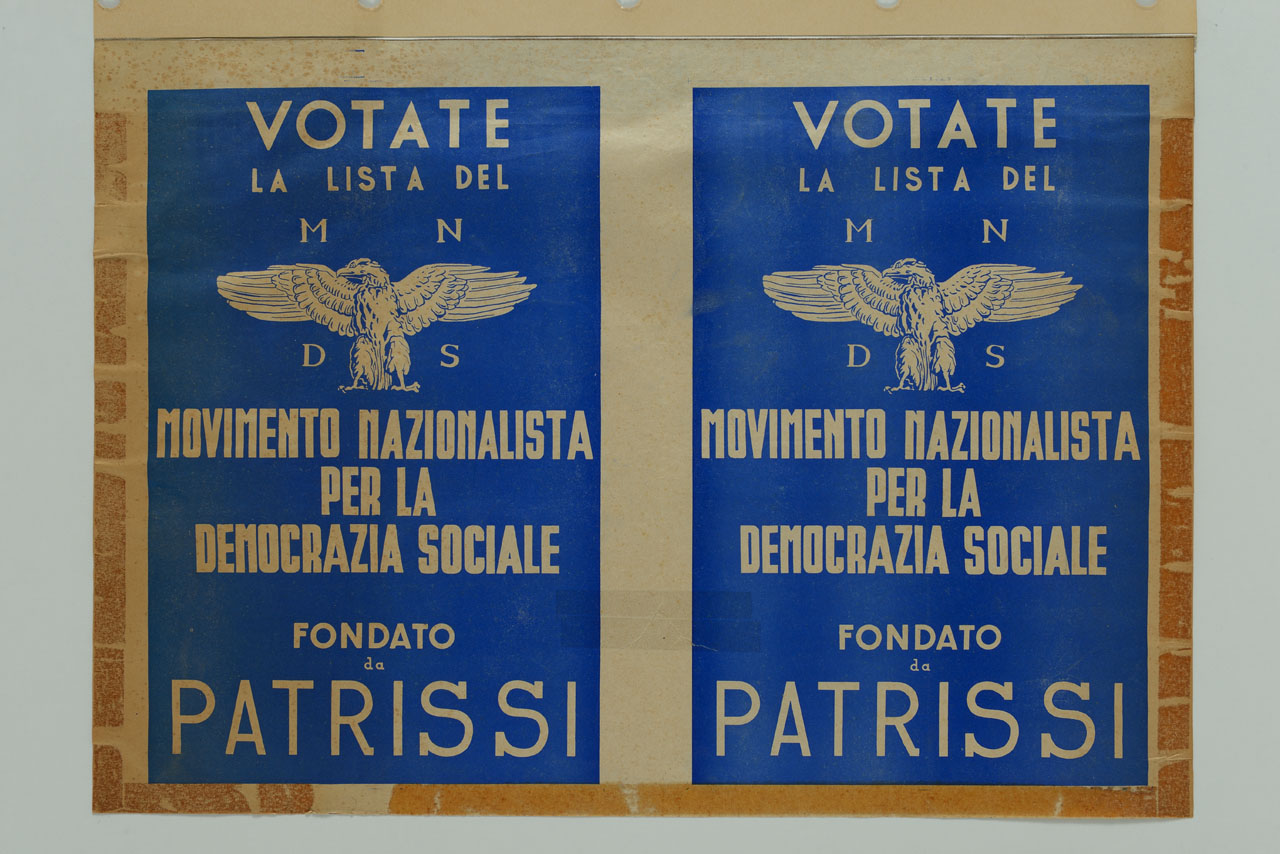 VOTATE
LA LISTA DEL
M N
D S
MOVIMENTO NAZIONALISTA
PER LA
DEMOCRAZIA SOCIALE
FONDATO
da
PATRISSI
VOTATE
LA LISTA DEL
M N
D S
MOVIMENTO NAZIONALISTA
PER LA
DEMOCRAZIA SOCIALE
FONDATO
da
PATRISSI